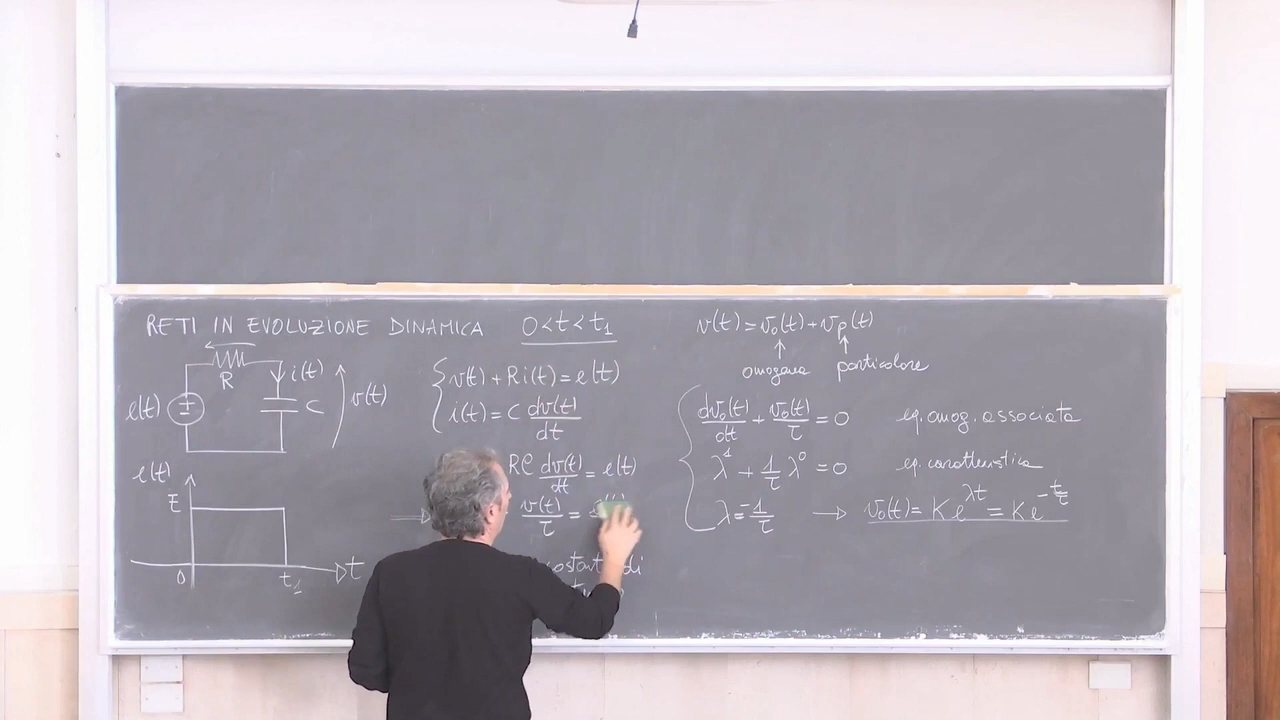 RETI IN EVOLUZIONE DINAMICA 0<t<t₁
R
i(t)
e(t)
C
v(t)
e(t)
E
0
t₁
t
v(t)+Ri(t)=e(t)
i(t)=C dv(t)/dt
RC dv(t)/dt = e(t)
v(t)/τ =
costante di
v(t)=v₀(t)+vp(t)
omogenea particolare
dv₀(t)/dt + v₀(t)/τ = 0 eq. omog. associata
λ¹ + 1/τ λ⁰ = 0 eq. caratteristica
λ = -1/τ → v₀(t) = K e^λt = K e^-t/τ